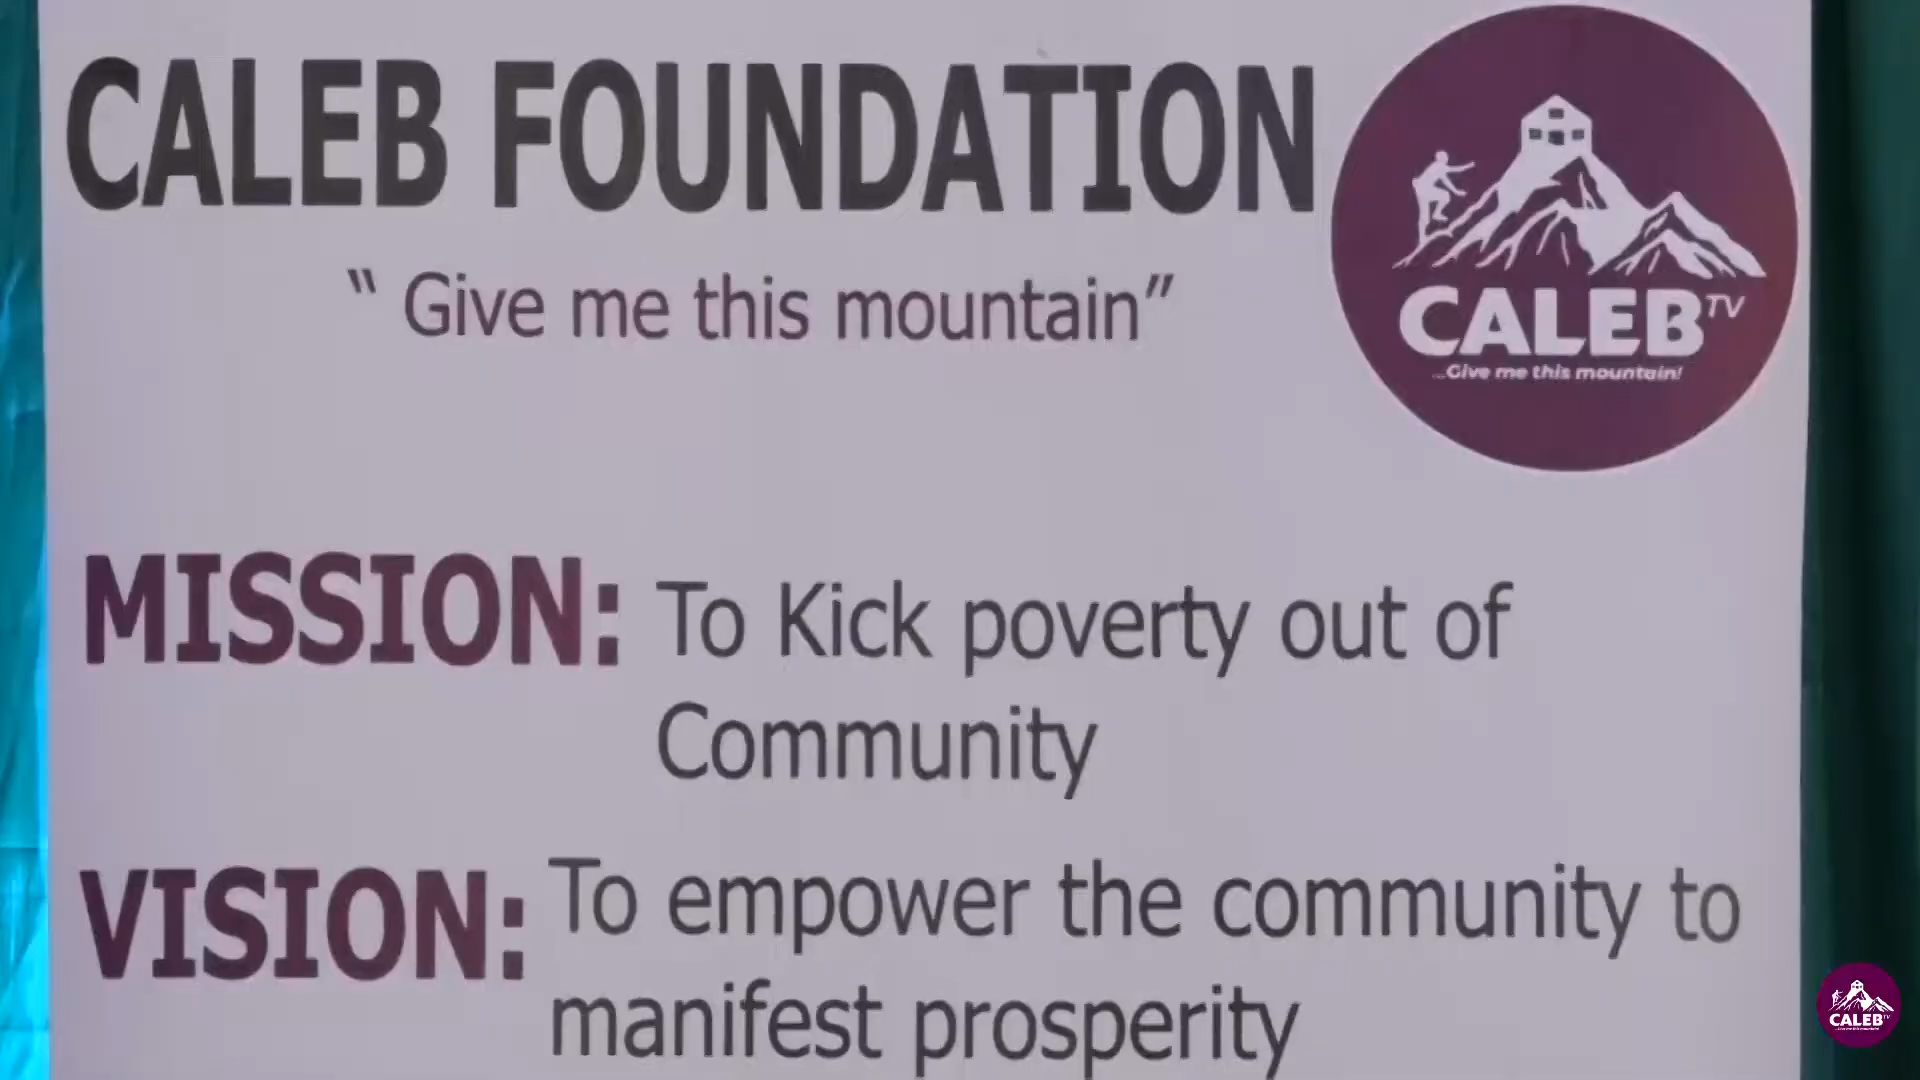 CALEB FOUNDATION
“ Give me this mountain”
CALEB TV
...Give me this mountain!
MISSION: To Kick poverty out of
Community
VISION: To empower the community to
manifest prosperity
CALEB TV